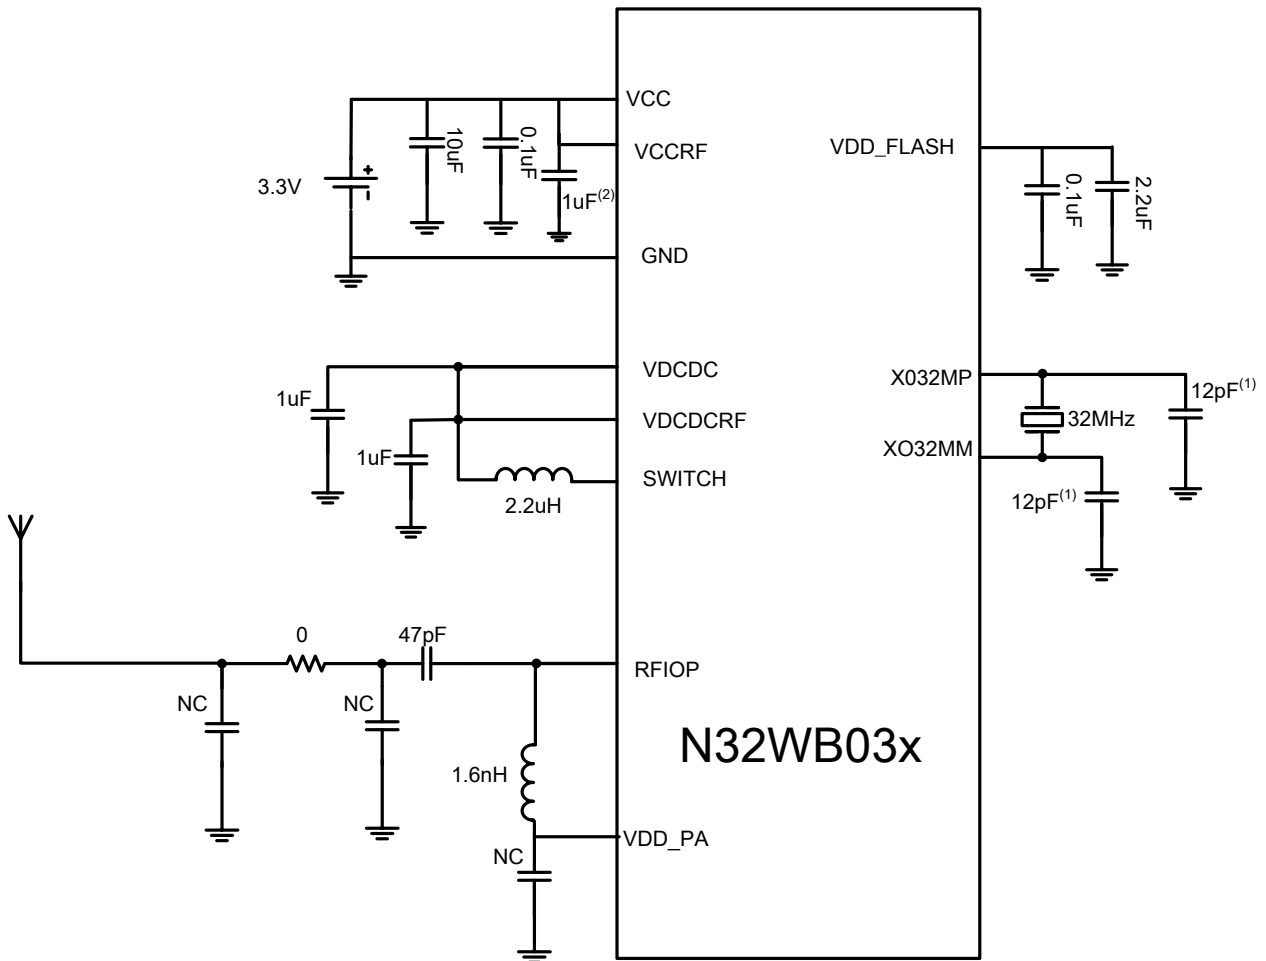 VCC
10uF
0.1uF
VCCRF
VDD_FLASH
3.3V
+
-
1uF(2)
0.1uF
2.2uF
GND
VDCDC
X032MP
1uF
12pF(1)
VDCDCRF
32MHz
XO32MM
1uF
SWITCH
2.2uH
12pF(1)
0
47pF
RFIOP
NC
NC
N32WB03x
1.6nH
VDD_PA
NC